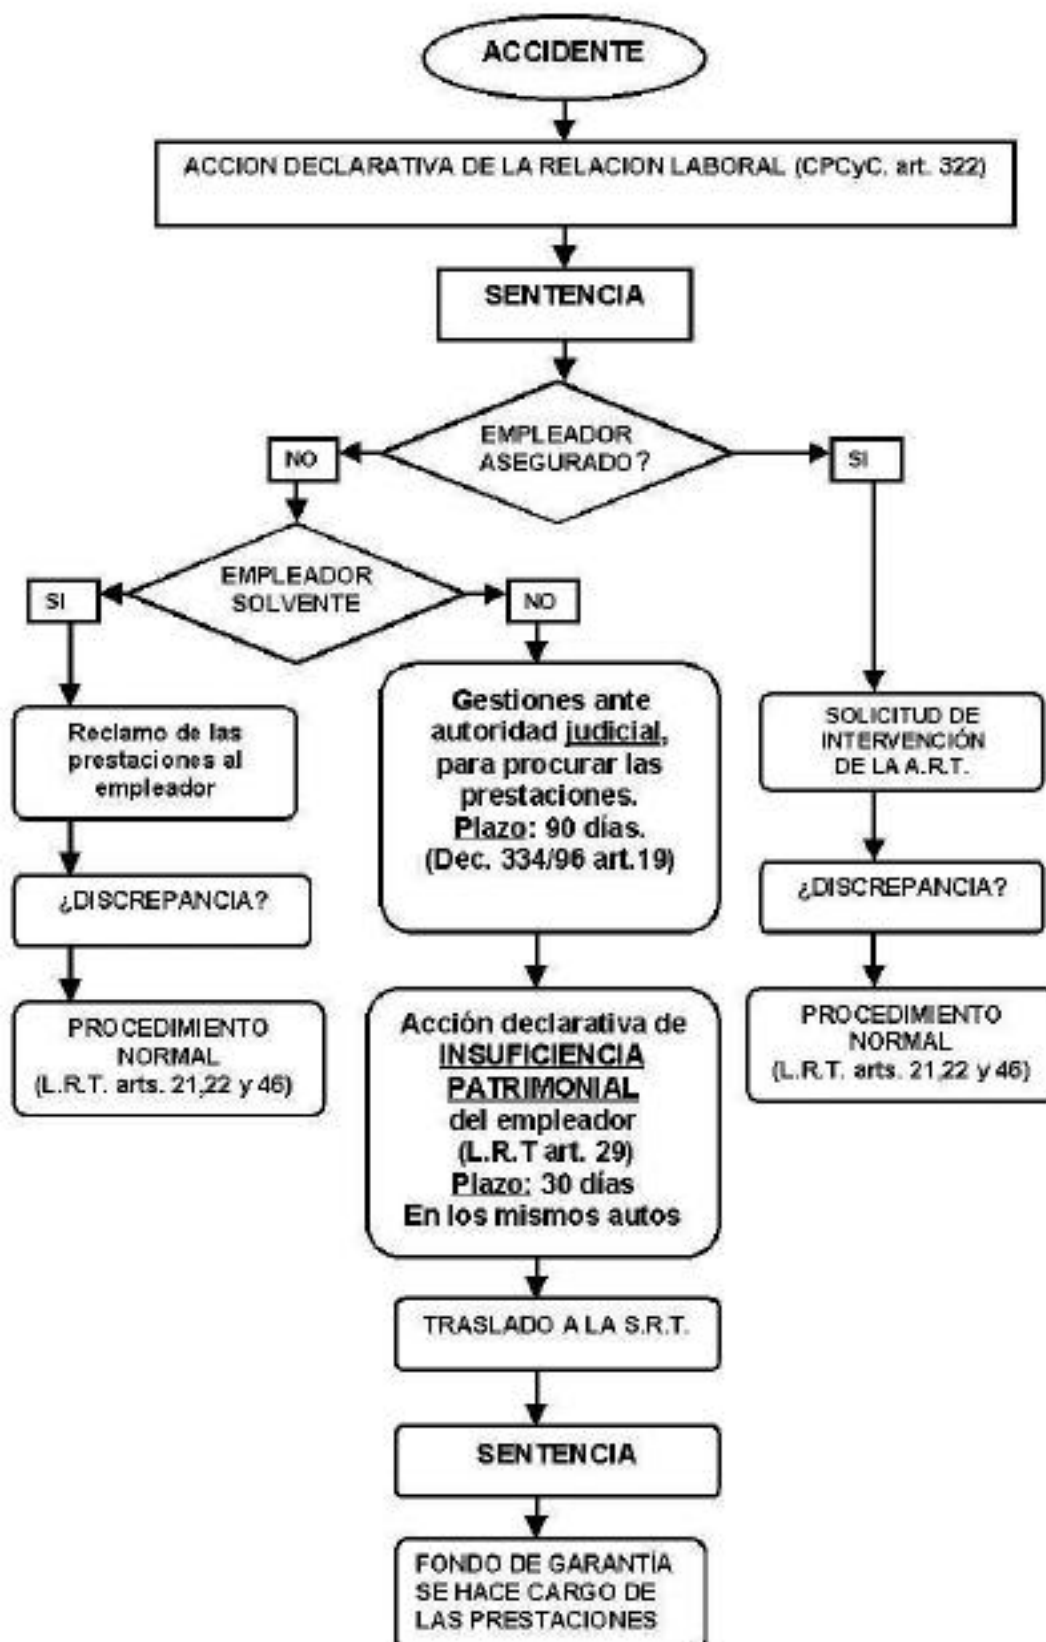 ACCIDENTE
ACCION DECLARATIVA DE LA RELACION LABORAL (CPCyC. art. 322)
SENTENCIA
EMPLEADOR
ASEGURADO?
NO
SI
EMPLEADOR
SOLVENTE
SI
NO
Reclamo de las
prestaciones al
empleador
¿DISCREPANCIA?
PROCEDIMIENTO
NORMAL
(L.R.T. arts. 21,22 y 46)
Gestiones ante
autoridad judicial,
para procurar las
prestaciones.
Plazo: 90 días.
(Dec. 334/96 art.19)
Acción declarativa de
INSUFICIENCIA
PATRIMONIAL
del empleador
(L.R.T art. 29)
Plazo: 30 días
En los mismos autos
TRASLADO A LA S.R.T.
SENTENCIA
FONDO DE GARANTÍA
SE HACE CARGO DE
LAS PRESTACIONES
SOLICITUD DE
INTERVENCIÓN
DE LA A.R.T.
¿DISCREPANCIA?
PROCEDIMIENTO
NORMAL
(L.R.T. arts. 21,22 y 46)